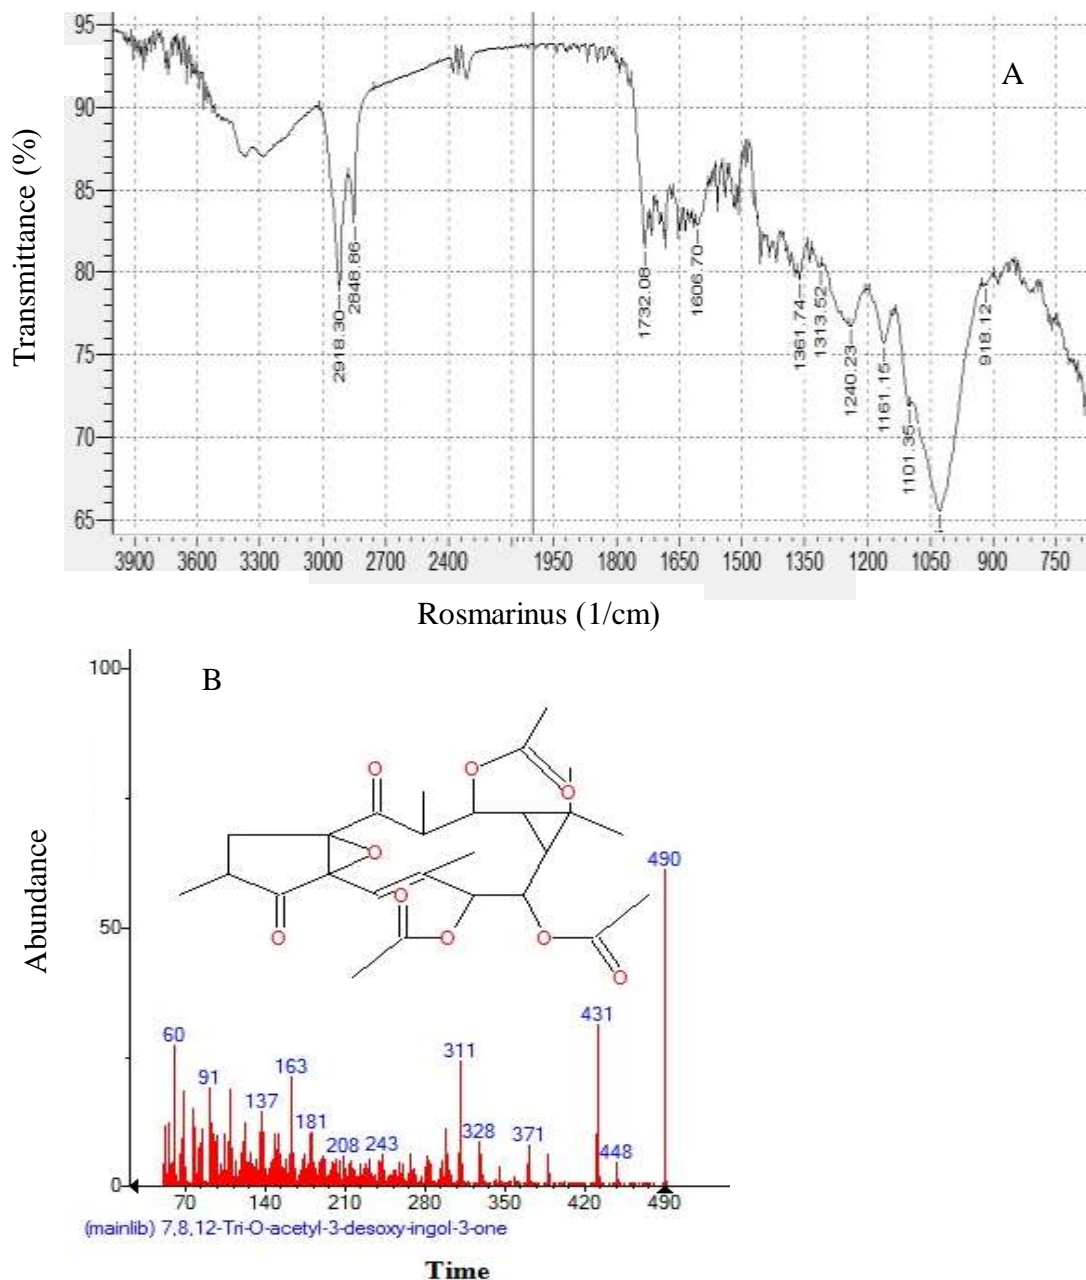 A
Transmittance (%)
95
90
85
80
75
70
65
2918.30
2848.86
1732.08
1606.70
1361.74
1313.52
1240.23
1161.15
1101.35
918.12
3900 3600 3300 3000 2700 2400 1950 1800 1650 1500 1350 1200 1050 900 750
Rosmarinus (1/cm)
B
Abundance
100
50
0
O
O
O
O
O
O
O
O
O
60
91
137
163
181
208
243
311
328
371
431
448
490
70 140 210 280 350 420 490
(mainlib) 7,8,12-Tri-O-acetyl-3-desoxy-ingol-3-one
Time